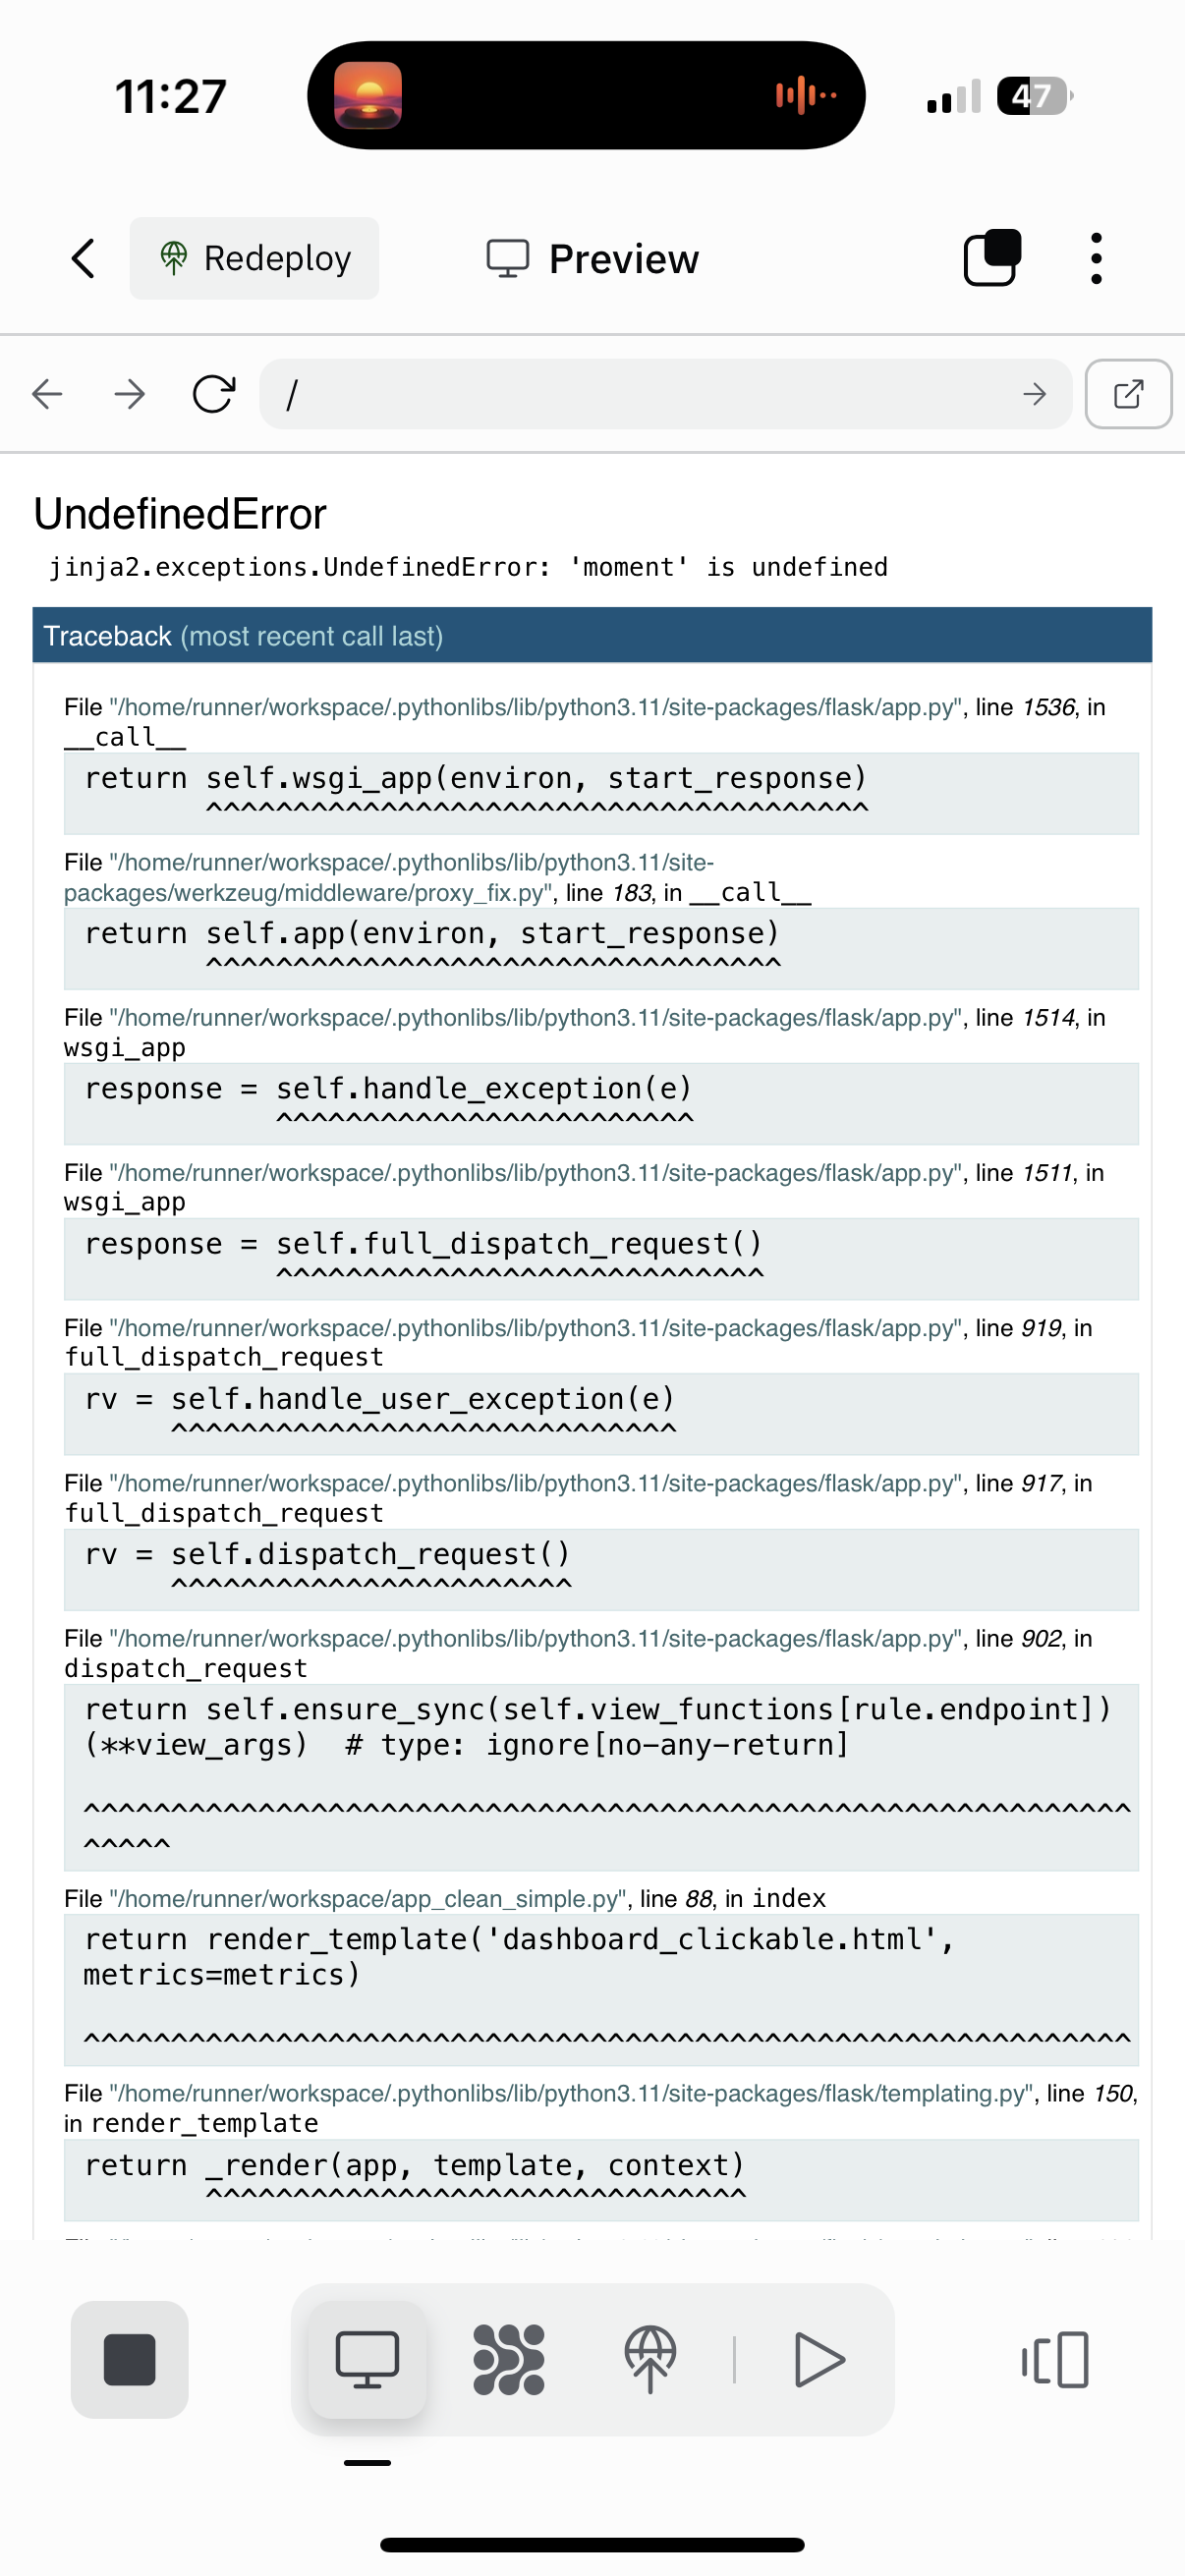 11:27
47
Redeploy
Preview
/
UndefinedError
jinja2.exceptions.UndefinedError: 'moment' is undefined
Traceback (most recent call last)
File "/home/runner/workspace/.pythonlibs/lib/python3.11/site-packages/flask/app.py", line 1536, in
__call__
return self.wsgi_app(environ, start_response)
^^^^^^^^^^^^^^^^^^^^^^^^^^^^^^^^^^^^^^
File "/home/runner/workspace/.pythonlibs/lib/python3.11/site-
packages/werkzeug/middleware/proxy_fix.py", line 183, in __call__
return self.app(environ, start_response)
^^^^^^^^^^^^^^^^^^^^^^^^^^^^^^^^^
File "/home/runner/workspace/.pythonlibs/lib/python3.11/site-packages/flask/app.py", line 1514, in
wsgi_app
response = self.handle_exception(e)
^^^^^^^^^^^^^^^^^^^^^^^^
File "/home/runner/workspace/.pythonlibs/lib/python3.11/site-packages/flask/app.py", line 1511, in
wsgi_app
response = self.full_dispatch_request()
^^^^^^^^^^^^^^^^^^^^^^^^^^^^
File "/home/runner/workspace/.pythonlibs/lib/python3.11/site-packages/flask/app.py", line 919, in
full_dispatch_request
rv = self.handle_user_exception(e)
^^^^^^^^^^^^^^^^^^^^^^^^^^^^^
File "/home/runner/workspace/.pythonlibs/lib/python3.11/site-packages/flask/app.py", line 917, in
full_dispatch_request
rv = self.dispatch_request()
^^^^^^^^^^^^^^^^^^^^^^^
File "/home/runner/workspace/.pythonlibs/lib/python3.11/site-packages/flask/app.py", line 902, in
dispatch_request
return self.ensure_sync(self.view_functions[rule.endpoint])
(**view_args)  # type: ignore[no-any-return]
^^^^^^^^^^^^^^^^^^^^^^^^^^^^^^^^^^^^^^^^^^^^^^^^^^^^^^^^^^^^
^^^^^
File "/home/runner/workspace/app_clean_simple.py", line 88, in index
return render_template('dashboard_clickable.html',
metrics=metrics)
^^^^^^^^^^^^^^^^^^^^^^^^^^^^^^^^^^^^^^^^^^^^^^^^^^^^^^^^^^^^
File "/home/runner/workspace/.pythonlibs/lib/python3.11/site-packages/flask/templating.py", line 150,
in render_template
return _render(app, template, context)
^^^^^^^^^^^^^^^^^^^^^^^^^^^^^^^